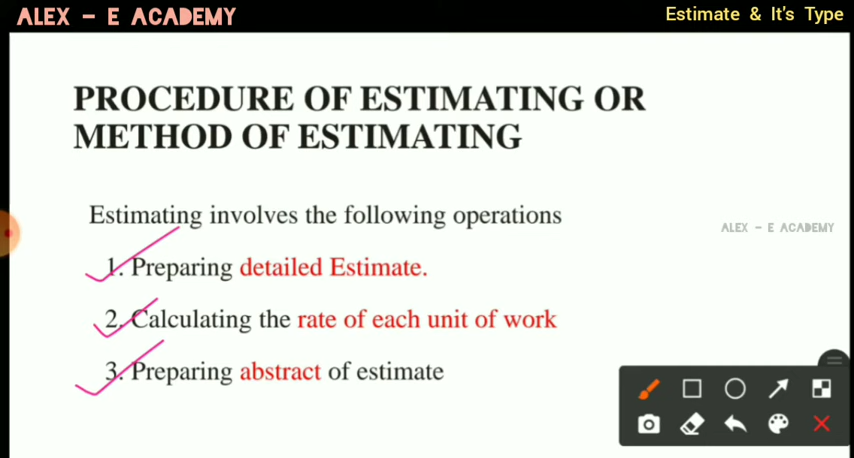 ALEX - E ACADEMY
Estimate & It's Type
PROCEDURE OF ESTIMATING OR
METHOD OF ESTIMATING
Estimating involves the following operations
ALEX - E ACADEMY
1. Preparing detailed Estimate.
2. Calculating the rate of each unit of work
3. Preparing abstract of estimate